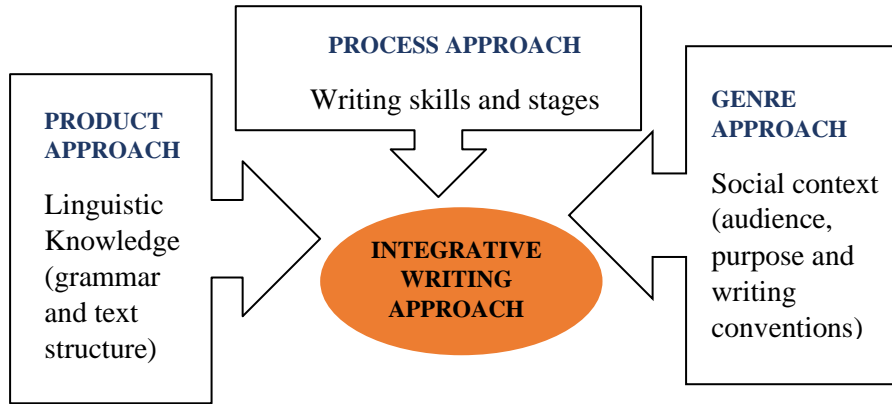 PROCESS APPROACH
Writing skills and stages
PRODUCT
APPROACH
Linguistic
Knowledge
(grammar
and text
structure)
GENRE
APPROACH
Social context
(audience,
purpose and
writing
conventions)
INTEGRATIVE
WRITING
APPROACH